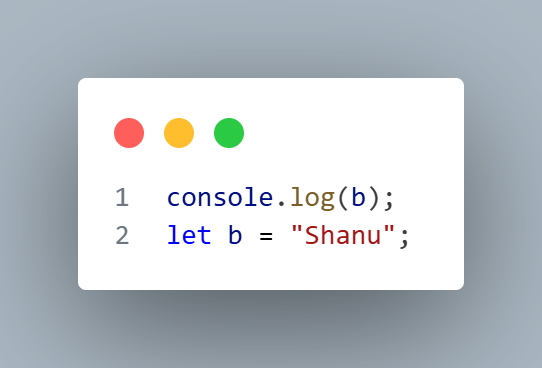 1 console.log(b);
2 let b = "Shanu";